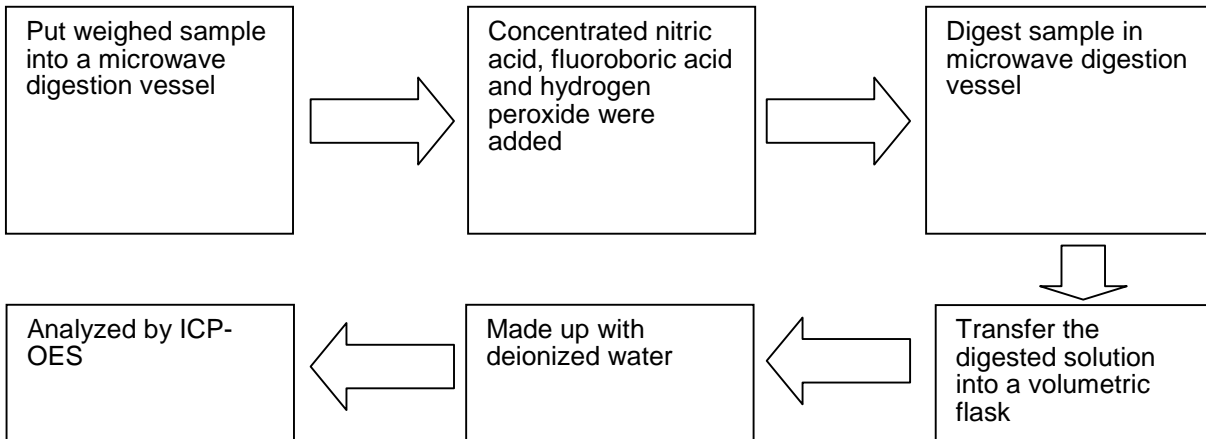 Put weighed sample
into a microwave
digestion vessel
Concentrated nitric
acid, fluoroboric acid
and hydrogen
peroxide were
added
Digest sample in
microwave digestion
vessel
Transfer the
digested solution
into a volumetric
flask
Made up with
deionized water
Analyzed by ICP-
OES